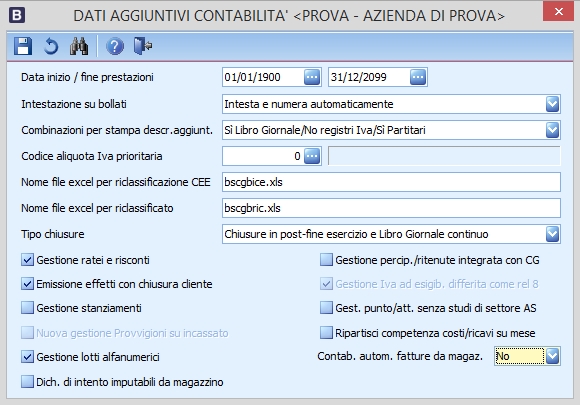 B DATI AGGIUNTIVI CONTABILITA' <PROVA - AZIENDA DI PROVA>
Data inizio / fine prestazioni 01/01/1900 ... 31/12/2099 ...
Intestazione su bollati Intesta e numera automaticamente
Combinazioni per stampa descr.aggiunt. Sì Libro Giornale/No registri Iva/Sì Partitari
Codice aliquota Iva prioritaria 0 ...
Nome file excel per riclassificazione CEE bscgbice.xls
Nome file excel per riclassificato bscgbric.xls
Tipo chiusure Chiusure in post-fine esercizio e Libro Giornale continuo
Gestione ratei e risconti Gestione percip./ritenute integrata con CG
Emissione effetti con chiusura cliente Gestione Iva ad esigib. differita come rel 8
Gestione stanziamenti Gest. punto/att. senza studi di settore AS
Nuova gestione Provvigioni su incassato Ripartisci competenza costi/ricavi su mese
Gestione lotti alfanumerici Contab. autom. fatture da magaz. No
Dich. di intento imputabili da magazzino